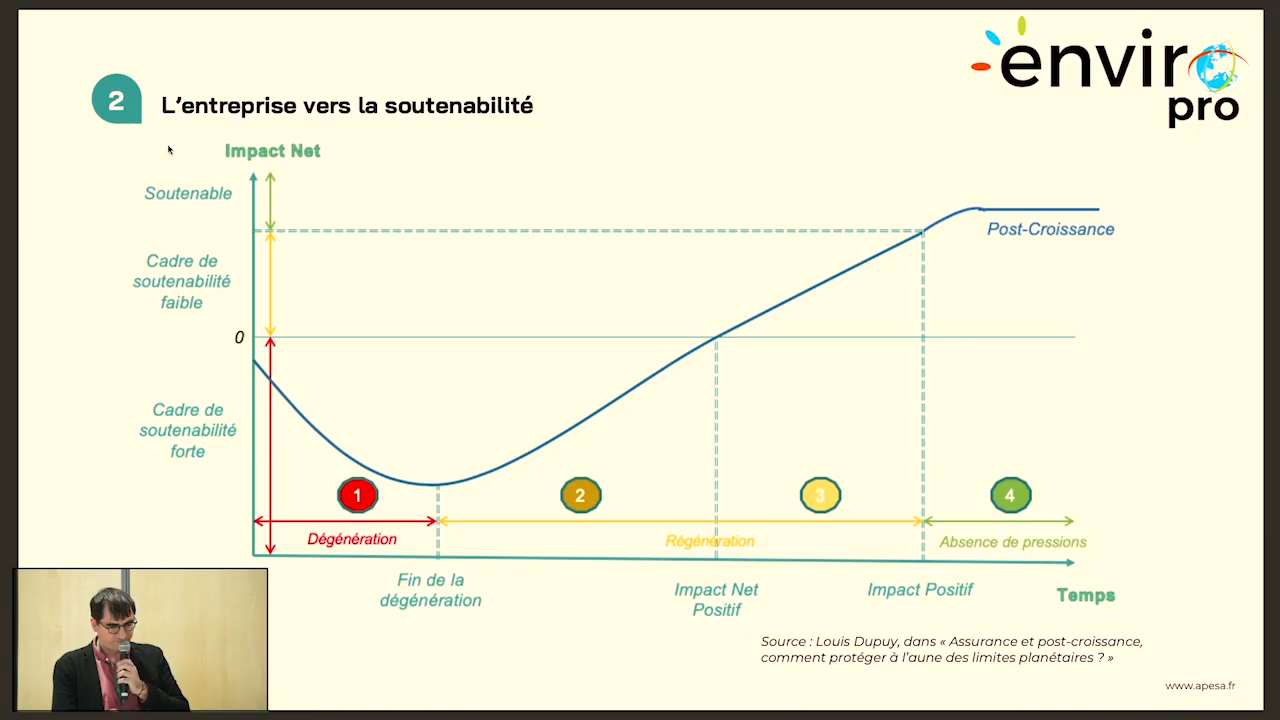 envir
pro
2
L'entreprise vers la soutenabilité
Impact Net
Soutenable
Post-Croissance
Cadre de
soutenabilité
faible
0
Cadre de
soutenabilité
forte
1
2
3
4
Dégénération
Régénération
Absence de pressions
Fin de la
dégénération
Impact Net
Positif
Impact Positif
Temps
Source : Louis Dupuy, dans « Assurance et post-croissance,
comment protéger à l'aune des limites planétaires ? »
www.apesa.fr